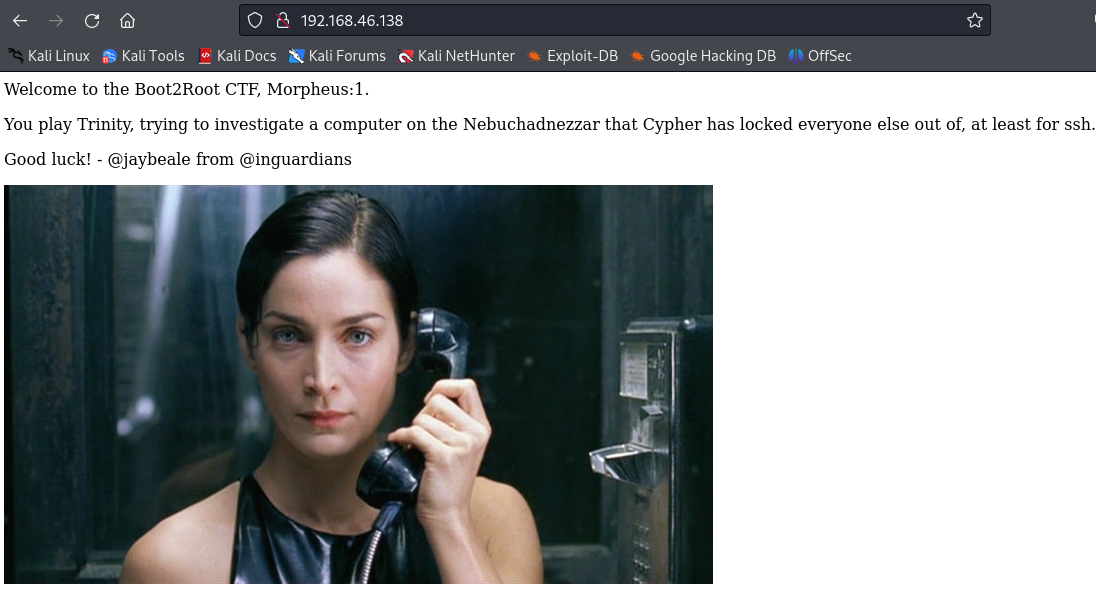 192.168.46.138
Kali Linux Kali Tools Kali Docs Kali Forums Kali NetHunter Exploit-DB Google Hacking DB OffSec
Welcome to the Boot2Root CTF, Morpheus:1.
You play Trinity, trying to investigate a computer on the Nebuchadnezzar that Cypher has locked everyone else out of, at least for ssh.
Good luck! - @jaybeale from @inguardians